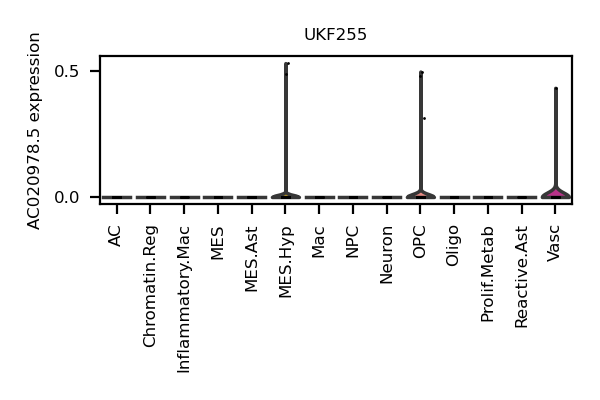 UKF255
AC020978.5 expression
0.5
0.0
AC
Chromatin.Reg
Inflammatory.Mac
MES
MES.Ast
MES.Hyp
Mac
NPC
Neuron
OPC
Oligo
Prolif.Metab
Reactive.Ast
Vasc